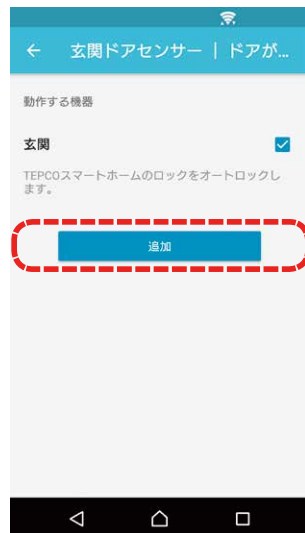 玄関ドアセンサー | ドアが...
動作する機器
玄関
TEPCOスマートホームのロックをオートロックし
ます。
追加